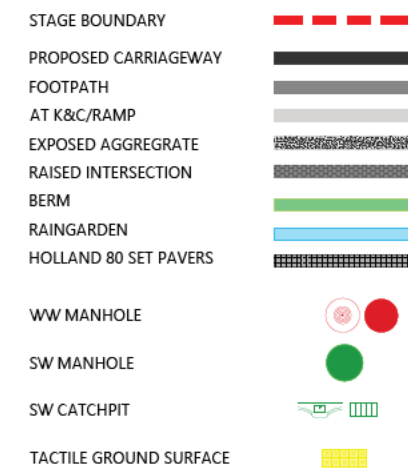 STAGE BOUNDARY
PROPOSED CARRIAGEWAY
FOOTPATH
AT K&C/RAMP
EXPOSED AGGREGRATE
RAISED INTERSECTION
BERM
RAINGARDEN
HOLLAND 80 SET PAVERS
WW MANHOLE
SW MANHOLE
SW CATCHPIT
TACTILE GROUND SURFACE